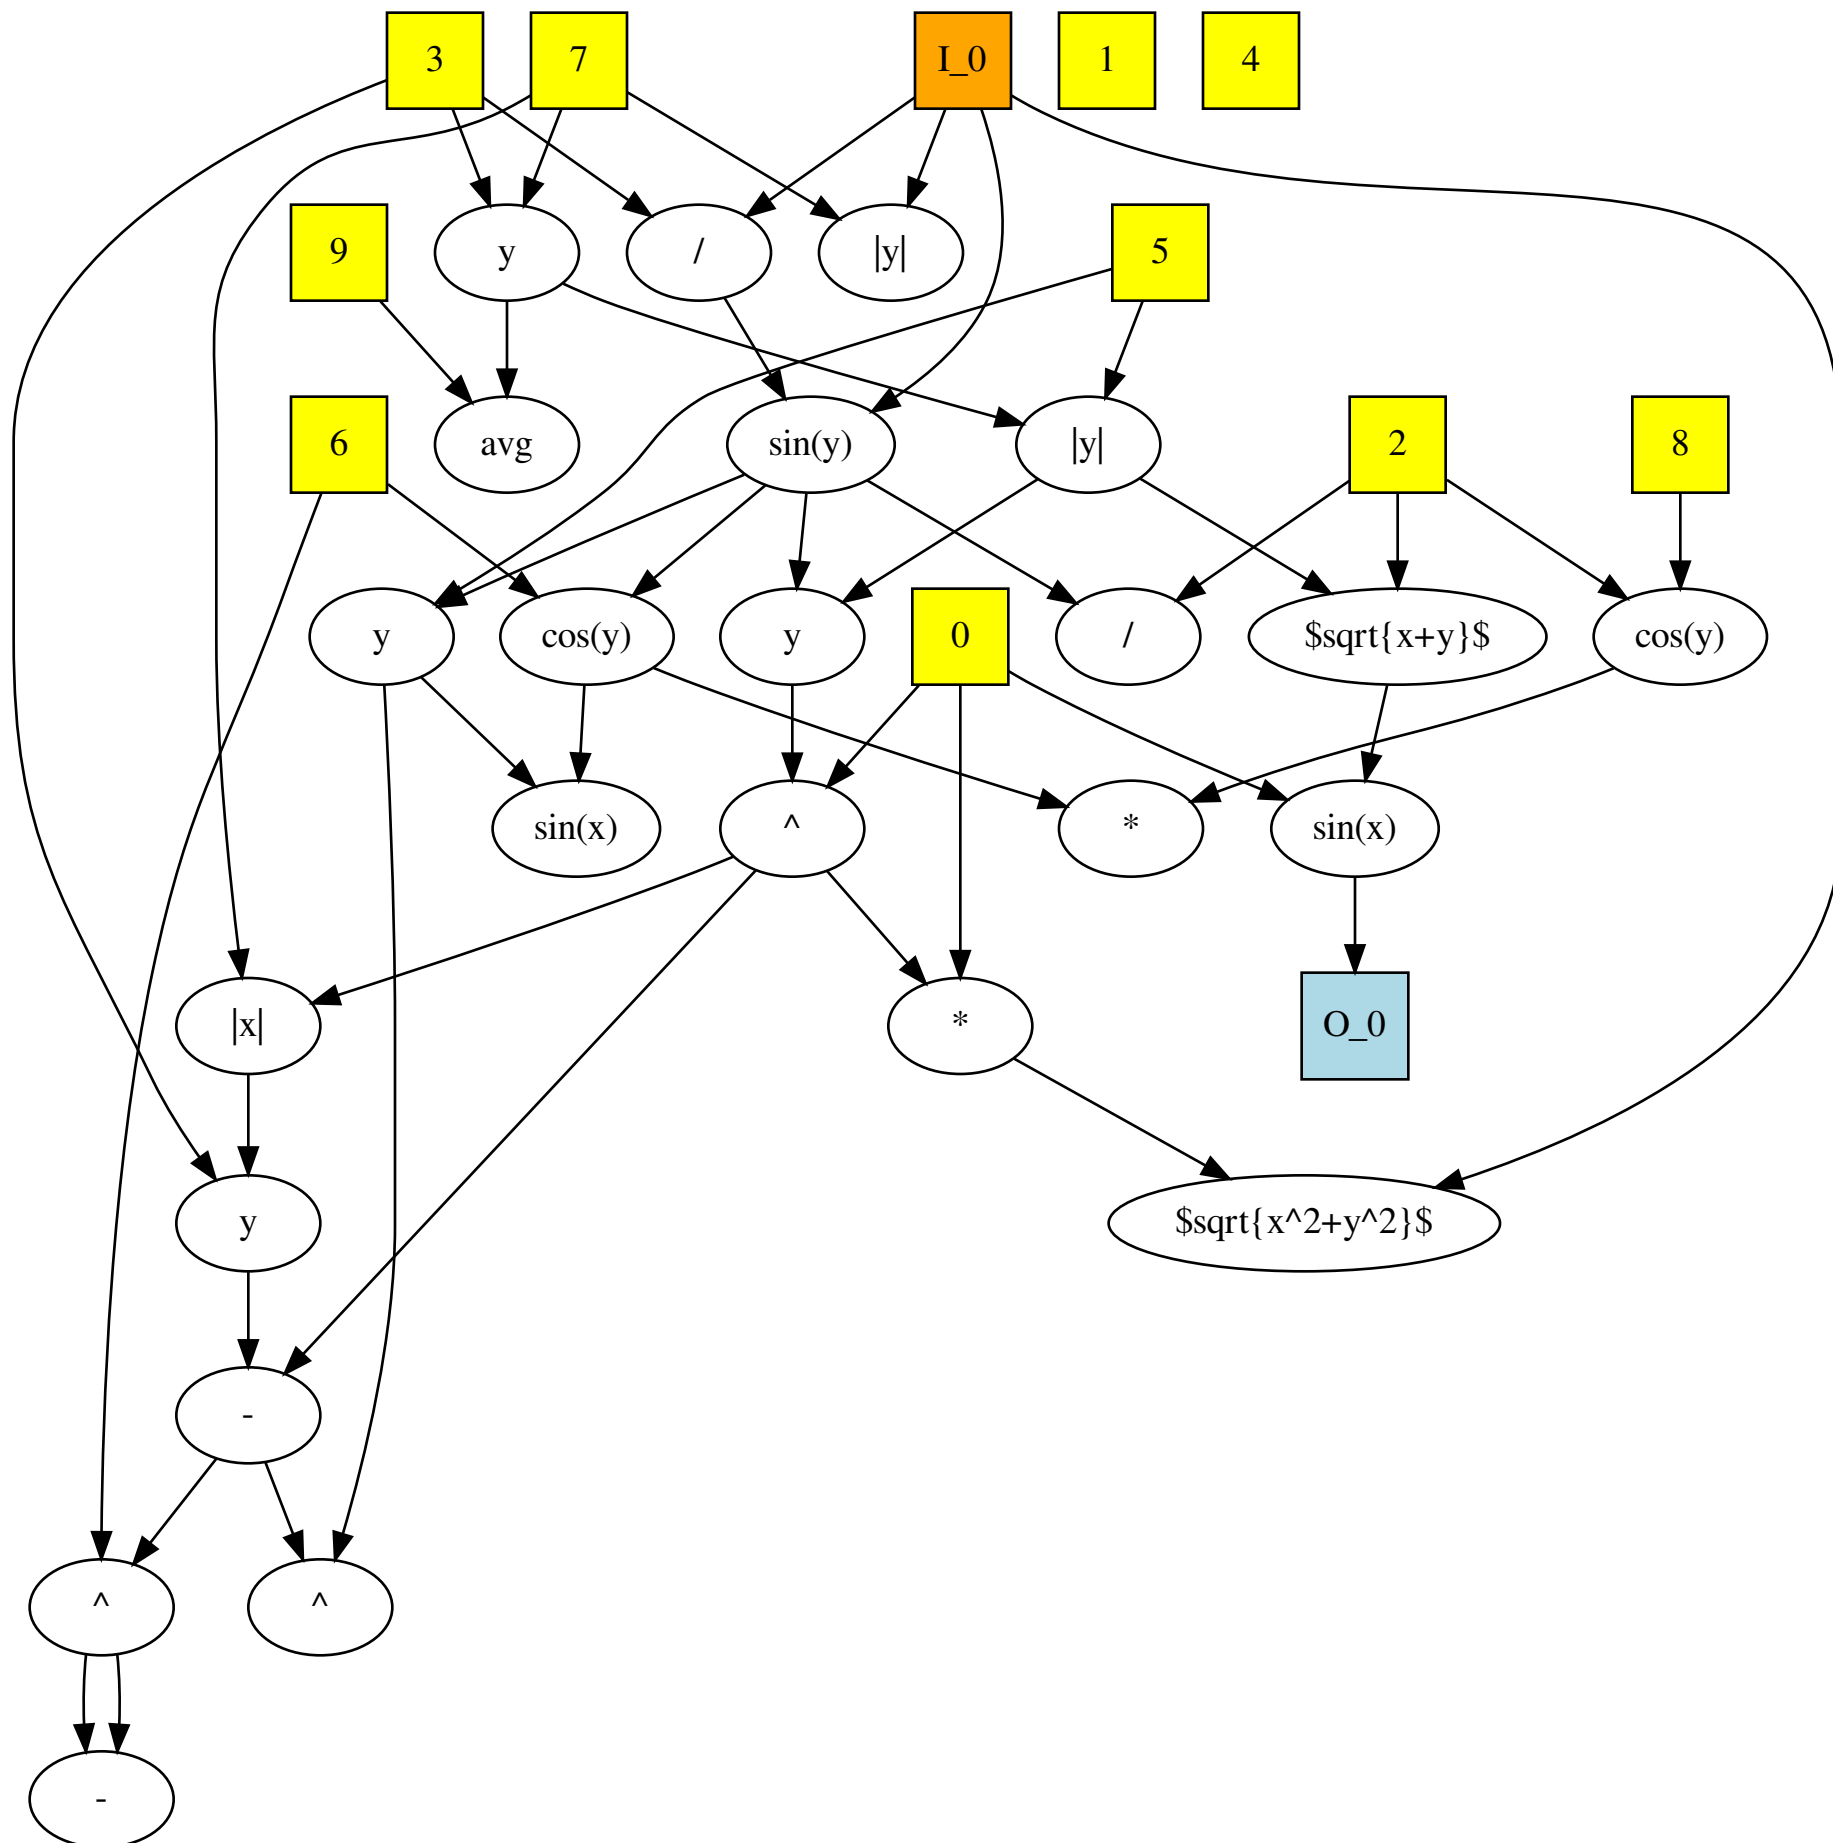 3
7
I_0
1
4
9
y
/
|y|
5
6
avg
sin(y)
|y|
2
8
y
cos(y)
y
0
/
$sqrt{x+y}$
cos(y)
sin(x)
^
*
sin(x)
|x|
*
O_0
y
$sqrt{x^2+y^2}$
-
^
^
-